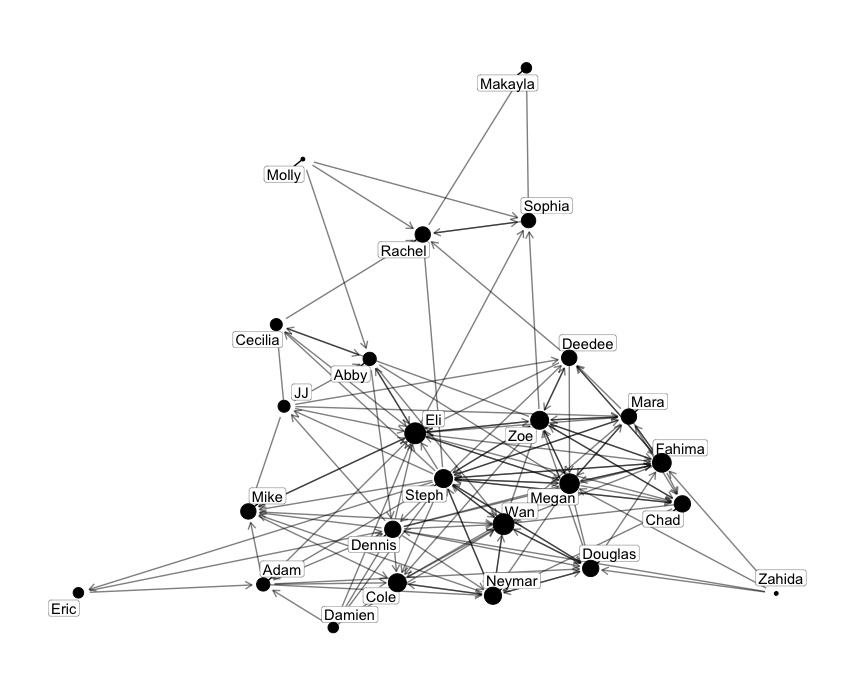 Makayla
Molly
Sophia
Rachel
Cecilia
Deedee
Abby
JJ
Mara
Eli
Zoe
Fahima
Steph
Megan
Mike
Wan
Chad
Dennis
Douglas
Adam
Zahida
Neymar
Cole
Eric
Damien